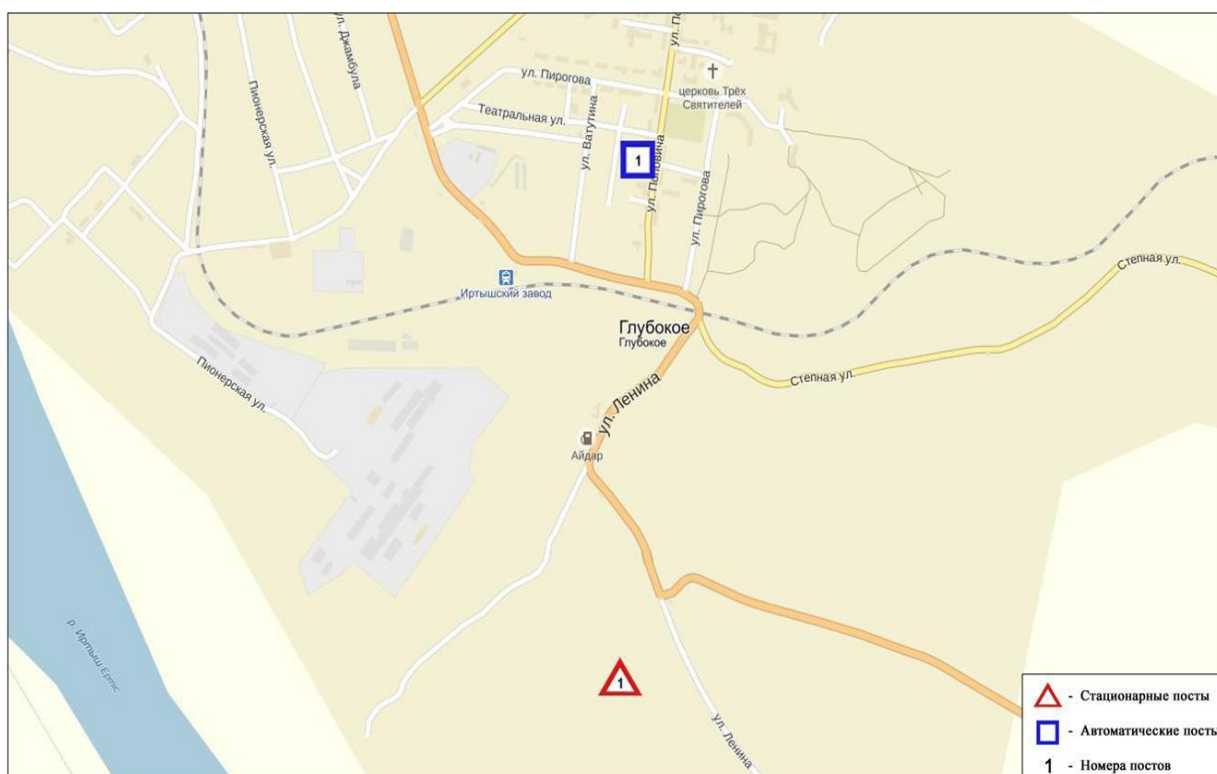 ул. Джамбула
Пионерская ул.
ул. Пирогова
Театральная ул.
ул. Ватутина
церковь Трёх
Святителей
1
ул. Поповича
ул. Пирогова
Степная ул.
Иртышский завод
Глубокое
Глубокое
Степная ул.
Пионерская ул.
ул. Ленина
Айдар
р. Иртыш Ертіс
1
ул. Ленина
- Стационарные посты
- Автоматические посты
1 - Номера постов